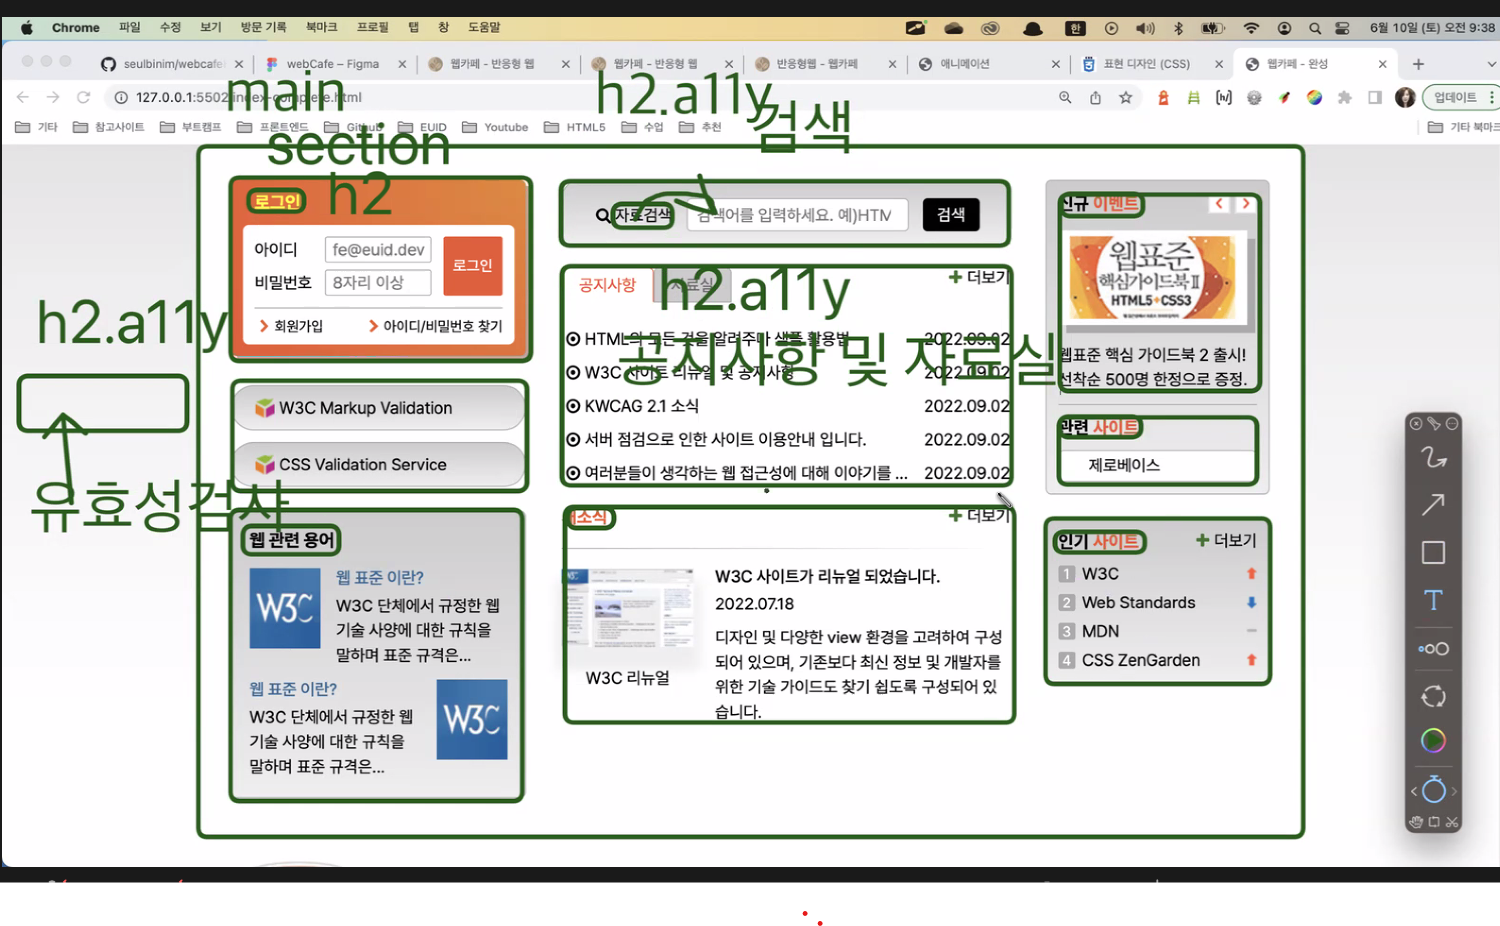 Chrome 파일 수정 보기 방문 기록 북마크 프로필 탭 창 도움말 한 6월 10일 (토) 오전 9:38
seulbinim/webcafe webCafe – Figma 웹카페 - 반응형 웹 웹카페 - 반응형 웹 반응형웹 - 웹카페 애니메이션 표현 디자인 (CSS) 웹카페 - 완성
127.0.0.1:5502/index-complete.html 업데이트
기타 참고사이트 부트캠프 프론트엔드 Github EUID Youtube HTML5 수업 추천 기타 북마크
main
section
h2
h2.a11y
검색
로그인
아이디 fe@euid.dev
비밀번호 8자리 이상
로그인
회원가입 아이디/비밀번호 찾기
h2.a11y
유효성검사
W3C Markup Validation
CSS Validation Service
웹 관련 용어
W3C
웹 표준 이란?
W3C 단체에서 규정한 웹
기술 사양에 대한 규칙을
말하며 표준 규격은...
웹 표준 이란?
W3C 단체에서 규정한 웹
기술 사양에 대한 규칙을
말하며 표준 규격은...
W3C
자료검색 검색어를 입력하세요. 예)HTM 검색
공지사항 자료실 더보기
h2.a11y
공지사항 및 자료실
HTML의 모든 것을 알려주마 샘플 활용법 2022.09.02
W3C 사이트 리뉴얼 및 공지사항 2022.09.02
KWCAG 2.1 소식 2022.09.02
서버 점검으로 인한 사이트 이용안내 입니다. 2022.09.02
여러분들이 생각하는 웹 접근성에 대해 이야기를 ... 2022.09.02
새소식 더보기
W3C 리뉴얼
W3C 사이트가 리뉴얼 되었습니다.
2022.07.18
디자인 및 다양한 view 환경을 고려하여 구성
되어 있으며, 기존보다 최신 정보 및 개발자를
위한 기술 가이드도 찾기 쉽도록 구성되어 있
습니다.
신규 이벤트
웹표준
핵심가이드북 II
HTML5+CSS3
웹표준 핵심 가이드북 2 출시!
선착순 500명 한정으로 증정.
관련 사이트
제로베이스
인기 사이트 더보기
1 W3C
2 Web Standards
3 MDN
4 CSS ZenGarden
T